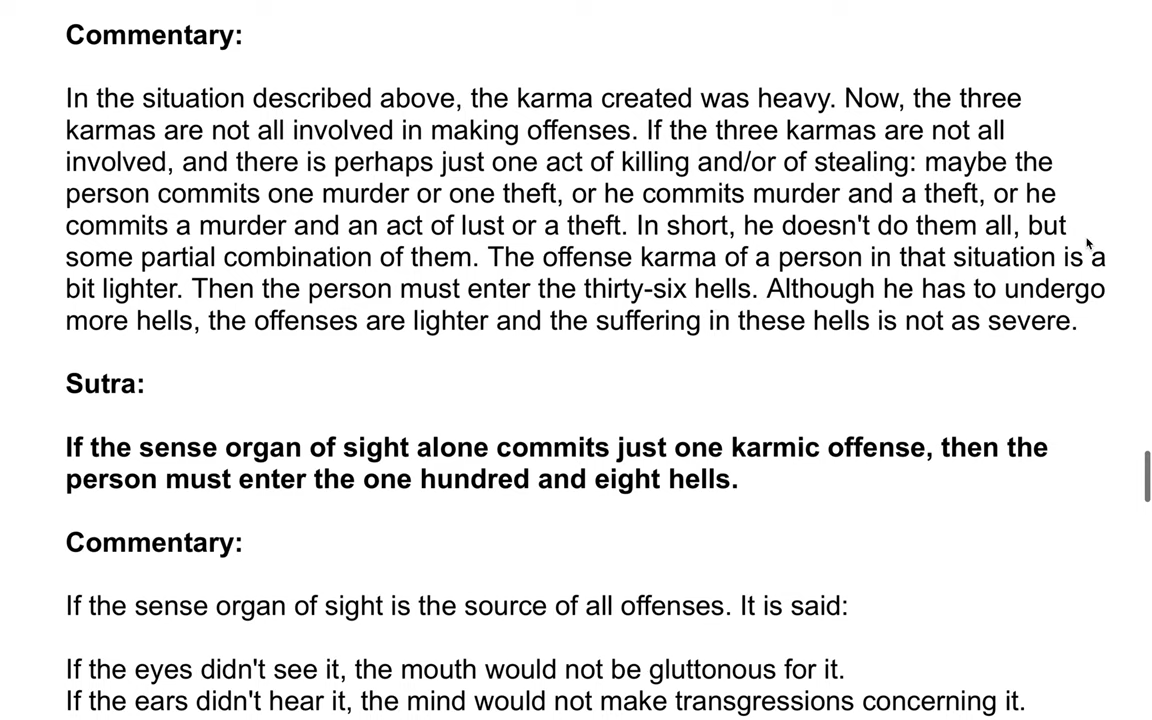 Commentary:
In the situation described above, the karma created was heavy. Now, the three
karmas are not all involved in making offenses. If the three karmas are not all
involved, and there is perhaps just one act of killing and/or of stealing: maybe the
person commits one murder or one theft, or he commits murder and a theft, or he
commits a murder and an act of lust or a theft. In short, he doesn't do them all, but
some partial combination of them. The offense karma of a person in that situation is a
bit lighter. Then the person must enter the thirty-six hells. Although he has to undergo
more hells, the offenses are lighter and the suffering in these hells is not as severe.
Sutra:
If the sense organ of sight alone commits just one karmic offense, then the
person must enter the one hundred and eight hells.
Commentary:
If the sense organ of sight is the source of all offenses. It is said:
If the eyes didn't see it, the mouth would not be gluttonous for it.
If the ears didn't hear it, the mind would not make transgressions concerning it.